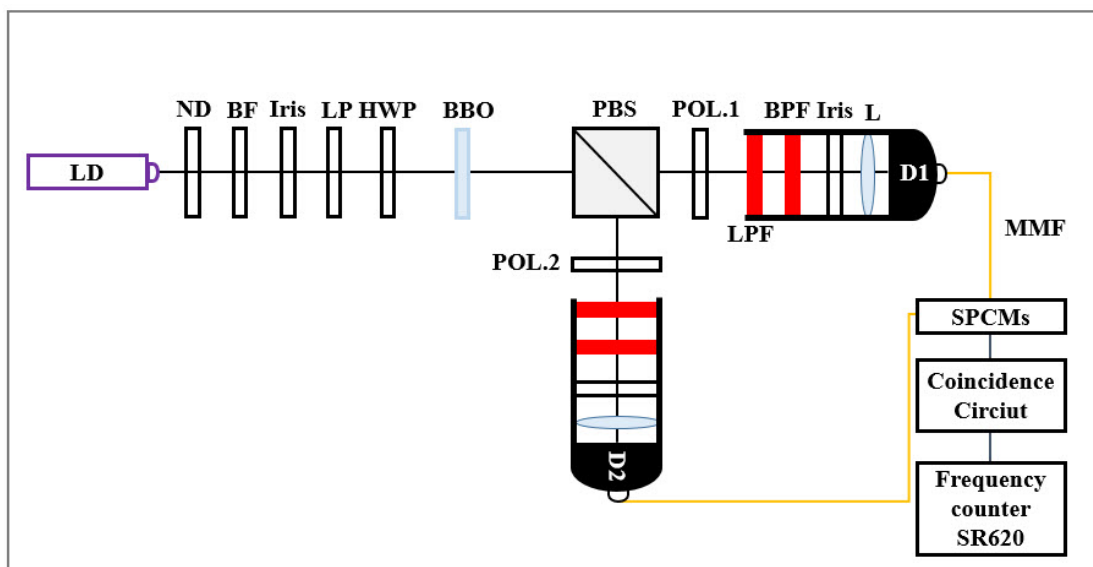 ND BF Iris LP HWP BBO PBS POL.1 BPF Iris L
LD
D1
LPF
MMF
POL.2
SPCMs
Coincidence
Circiut
D2
Frequency
counter
SR620